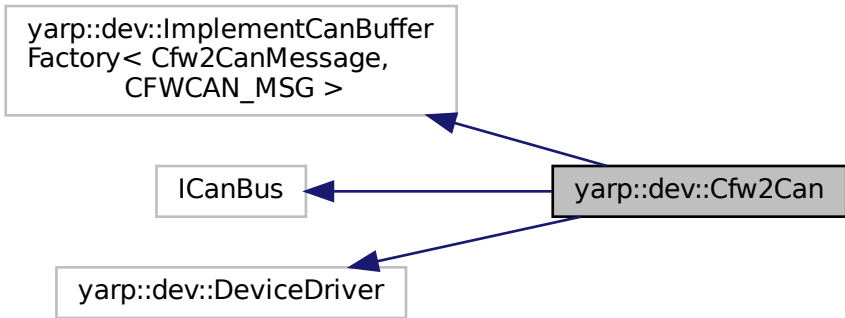 yarp::dev::ImplementCanBuffer
Factory< Cfw2CanMessage,
CFWCAN_MSG >
ICanBus
yarp::dev::Cfw2Can
yarp::dev::DeviceDriver